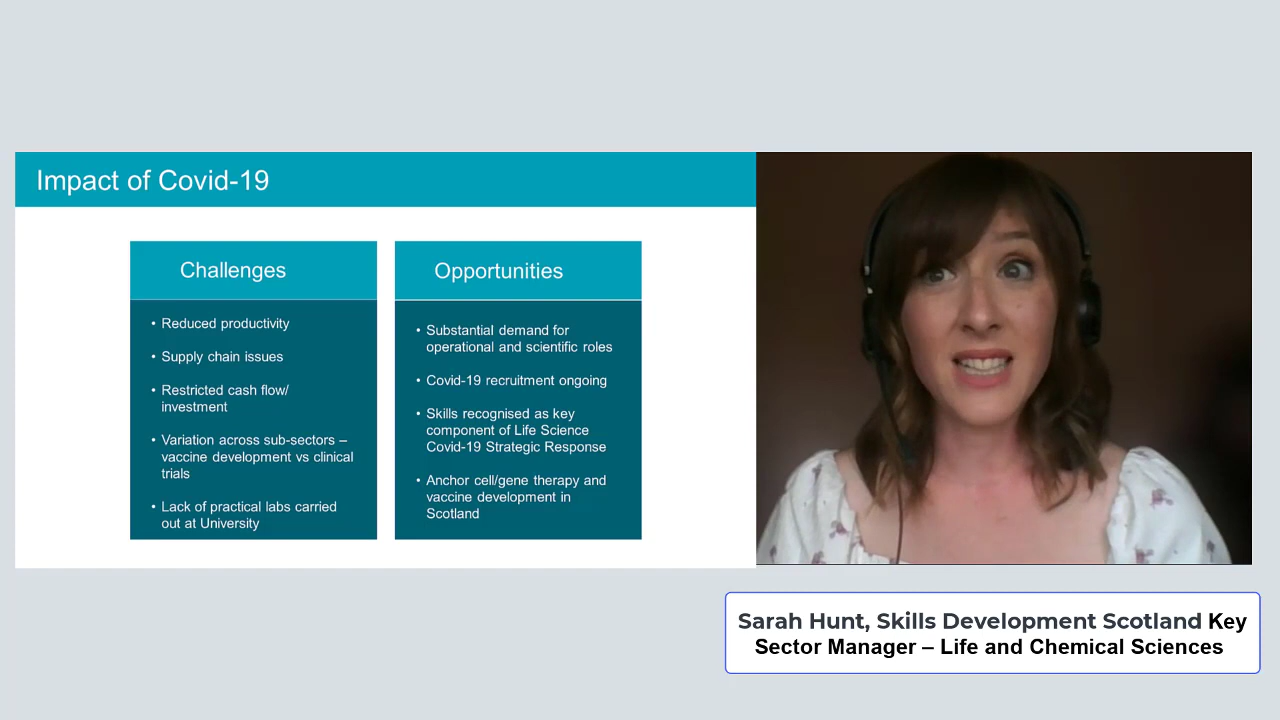 Impact of Covid-19
Challenges
• Reduced productivity
• Supply chain issues
• Restricted cash flow/
investment
• Variation across sub-sectors –
vaccine development vs clinical
trials
• Lack of practical labs carried
out at University
Opportunities
• Substantial demand for
operational and scientific roles
• Covid-19 recruitment ongoing
• Skills recognised as key
component of Life Science
Covid-19 Strategic Response
• Anchor cell/gene therapy and
vaccine development in
Scotland
Sarah Hunt, Skills Development Scotland Key
Sector Manager – Life and Chemical Sciences